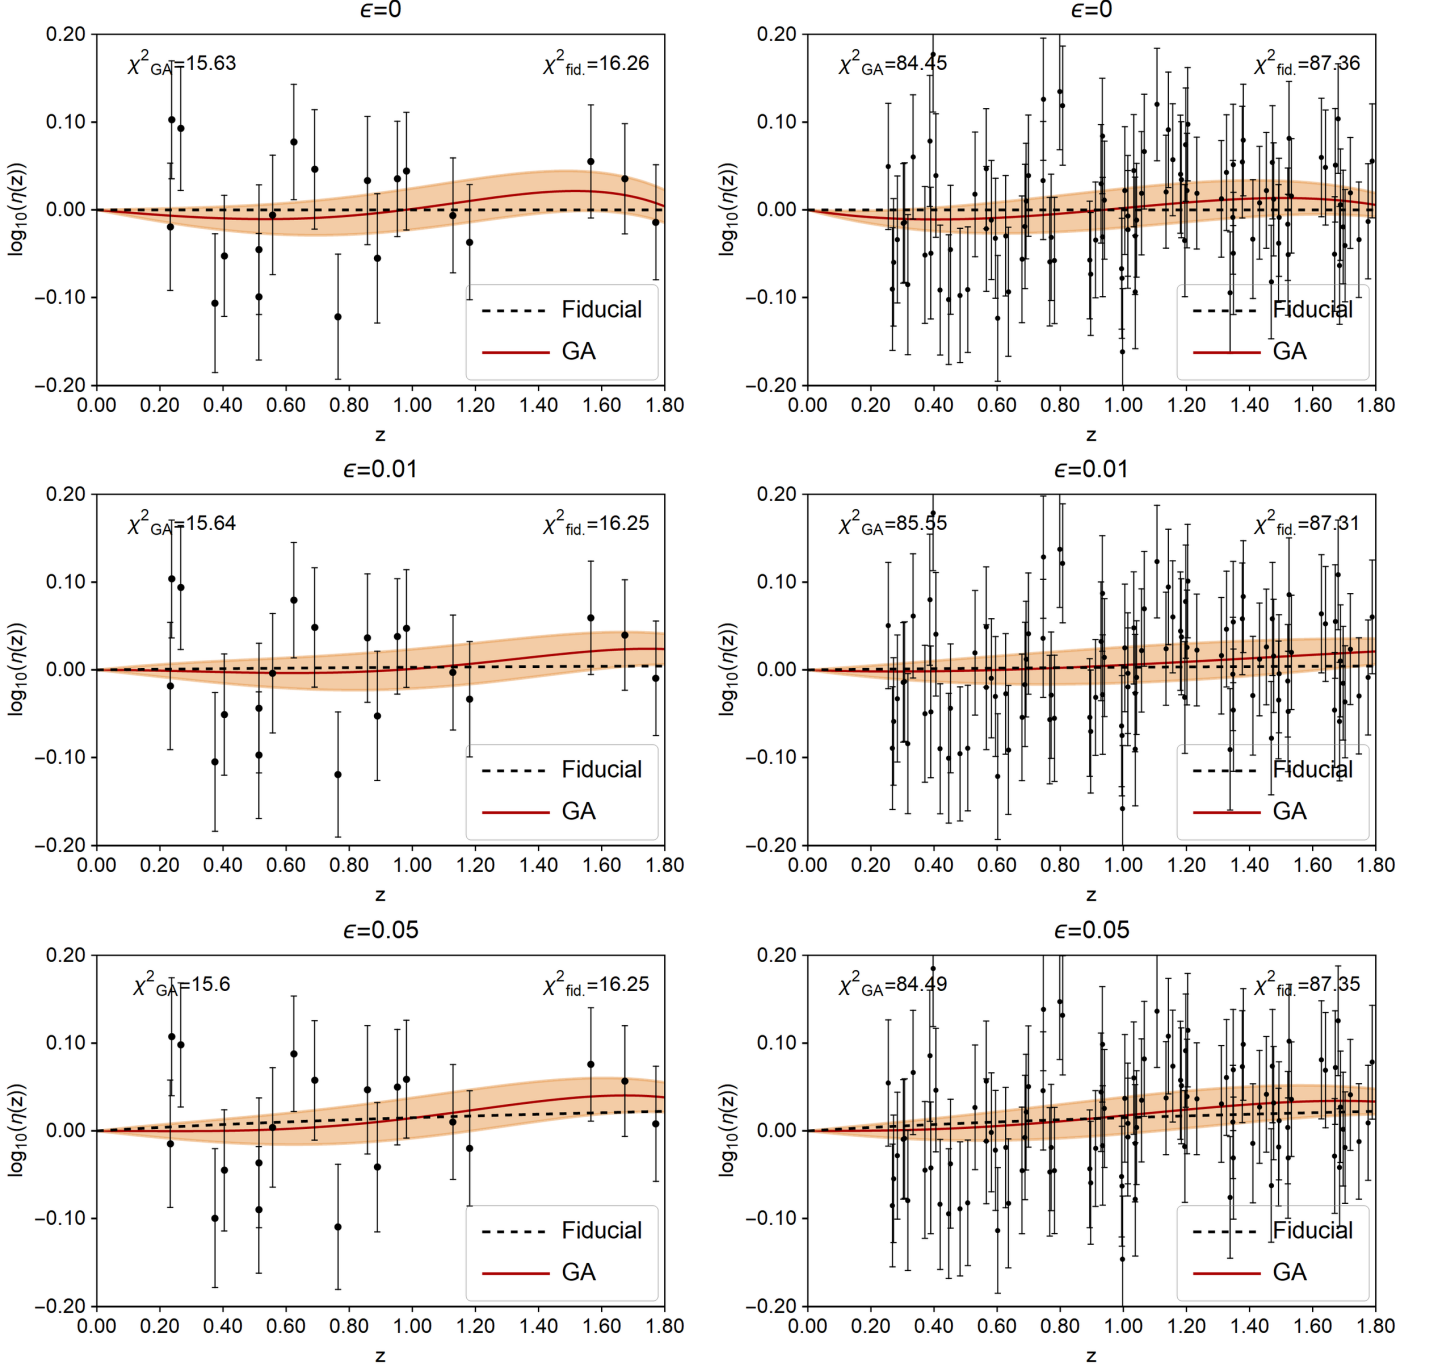 ϵ=0
χ²GA=15.63
χ²fid.=16.26
log₁₀(η(z))
0.20
0.10
0.00
−0.10
−0.20
Fiducial
GA
0.00 0.20 0.40 0.60 0.80 1.00 1.20 1.40 1.60 1.80
z
ϵ=0
χ²GA=84.45
χ²fid.=87.36
log₁₀(η(z))
0.20
0.10
0.00
−0.10
−0.20
Fiducial
GA
0.00 0.20 0.40 0.60 0.80 1.00 1.20 1.40 1.60 1.80
z
ϵ=0.01
χ²GA=15.64
χ²fid.=16.25
log₁₀(η(z))
0.20
0.10
0.00
−0.10
−0.20
Fiducial
GA
0.00 0.20 0.40 0.60 0.80 1.00 1.20 1.40 1.60 1.80
z
ϵ=0.01
χ²GA=85.55
χ²fid.=87.31
log₁₀(η(z))
0.20
0.10
0.00
−0.10
−0.20
Fiducial
GA
0.00 0.20 0.40 0.60 0.80 1.00 1.20 1.40 1.60 1.80
z
ϵ=0.05
χ²GA=15.6
χ²fid.=16.25
log₁₀(η(z))
0.20
0.10
0.00
−0.10
−0.20
Fiducial
GA
0.00 0.20 0.40 0.60 0.80 1.00 1.20 1.40 1.60 1.80
z
ϵ=0.05
χ²GA=84.49
χ²fid.=87.35
log₁₀(η(z))
0.20
0.10
0.00
−0.10
−0.20
Fiducial
GA
0.00 0.20 0.40 0.60 0.80 1.00 1.20 1.40 1.60 1.80
z